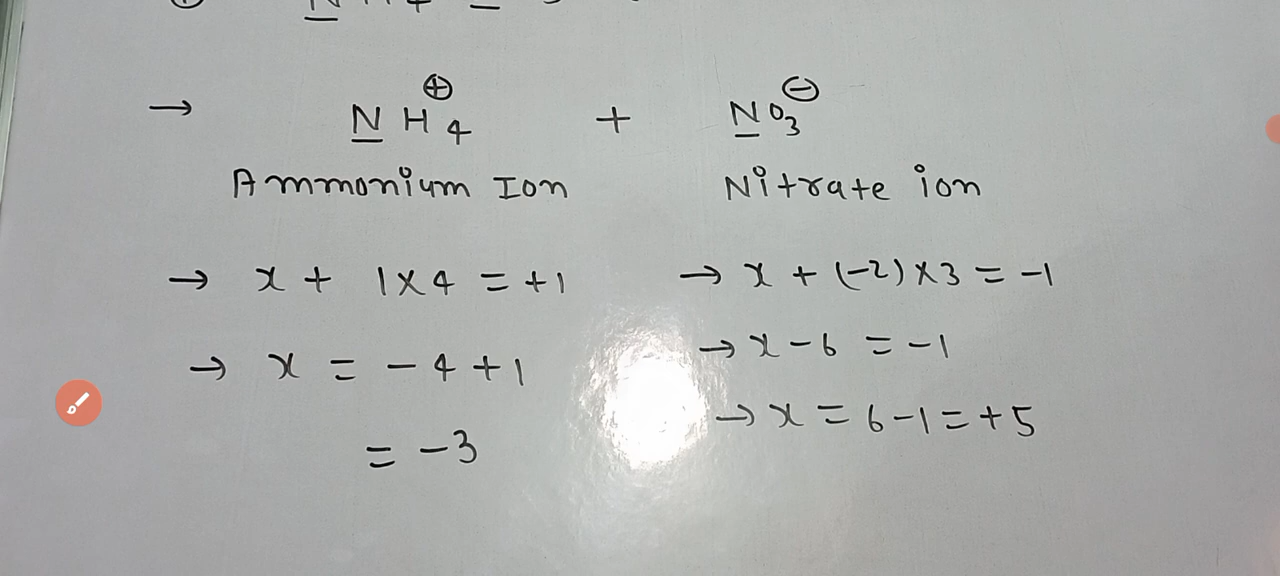 → NH4⊕ + NO3⊖
Ammonium Ion Nitrate ion
→ x + 1×4 = +1 → x + (-2)×3 = -1
→ x = -4+1 → x-6 = -1
= -3 → x = 6-1 = +5